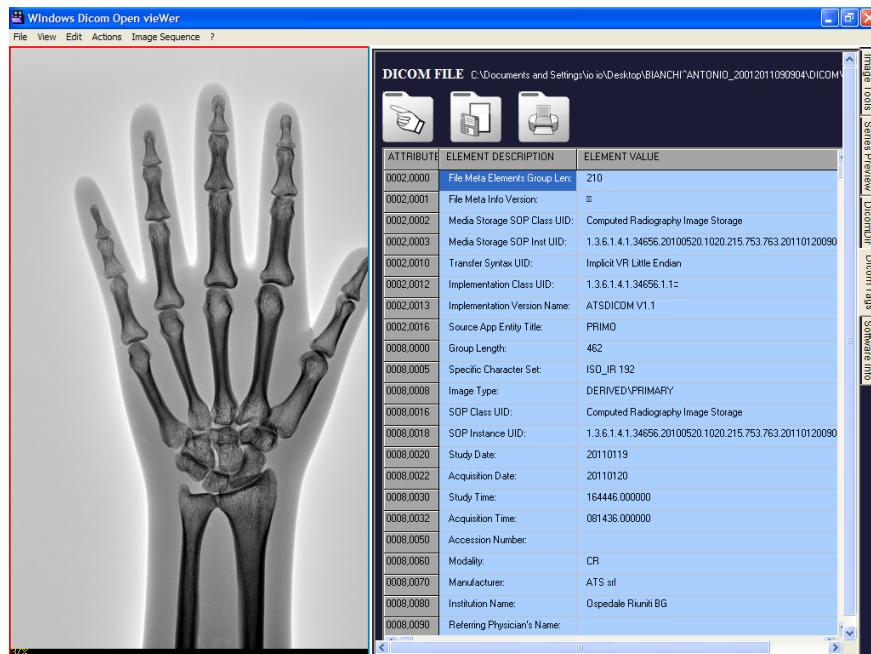 WIndows Dicom Open vieWer
File View Edit Actions Image Sequence ?
DICOM FILE C:\Documents and Settings\io io\Desktop\BIANCHI^ANTONIO_20012011090904\DICOM\
ATTRIBUTE ELEMENT DESCRIPTION ELEMENT VALUE
0002,0000 File Meta Elements Group Len: 210
0002,0001 File Meta Info Version:
0002,0002 Media Storage SOP Class UID: Computed Radiography Image Storage
0002,0003 Media Storage SOP Inst UID: 1.3.6.1.4.1.34656.20100520.1020.215.753.763.20110120090
0002,0010 Transfer Syntax UID: Implicit VR Little Endian
0002,0012 Implementation Class UID: 1.3.6.1.4.1.34656.1.1=
0002,0013 Implementation Version Name: ATSDICOM V1.1
0002,0016 Source App Entity Title: PRIMO
0008,0000 Group Length: 462
0008,0005 Specific Character Set: ISO_IR 192
0008,0008 Image Type: DERIVED\PRIMARY
0008,0016 SOP Class UID: Computed Radiography Image Storage
0008,0018 SOP Instance UID: 1.3.6.1.4.1.34656.20100520.1020.215.753.763.20110120090
0008,0020 Study Date: 20110119
0008,0022 Acquisition Date: 20110120
0008,0030 Study Time: 164446.000000
0008,0032 Acquisition Time: 081436.000000
0008,0050 Accession Number:
0008,0060 Modality: CR
0008,0070 Manufacturer: ATS srl
0008,0080 Institution Name: Ospedale Riuniti BG
0008,0090 Referring Physician's Name:
Image Tools
Series Preview
DicomDir
Dicom Tags
Software Info
37%